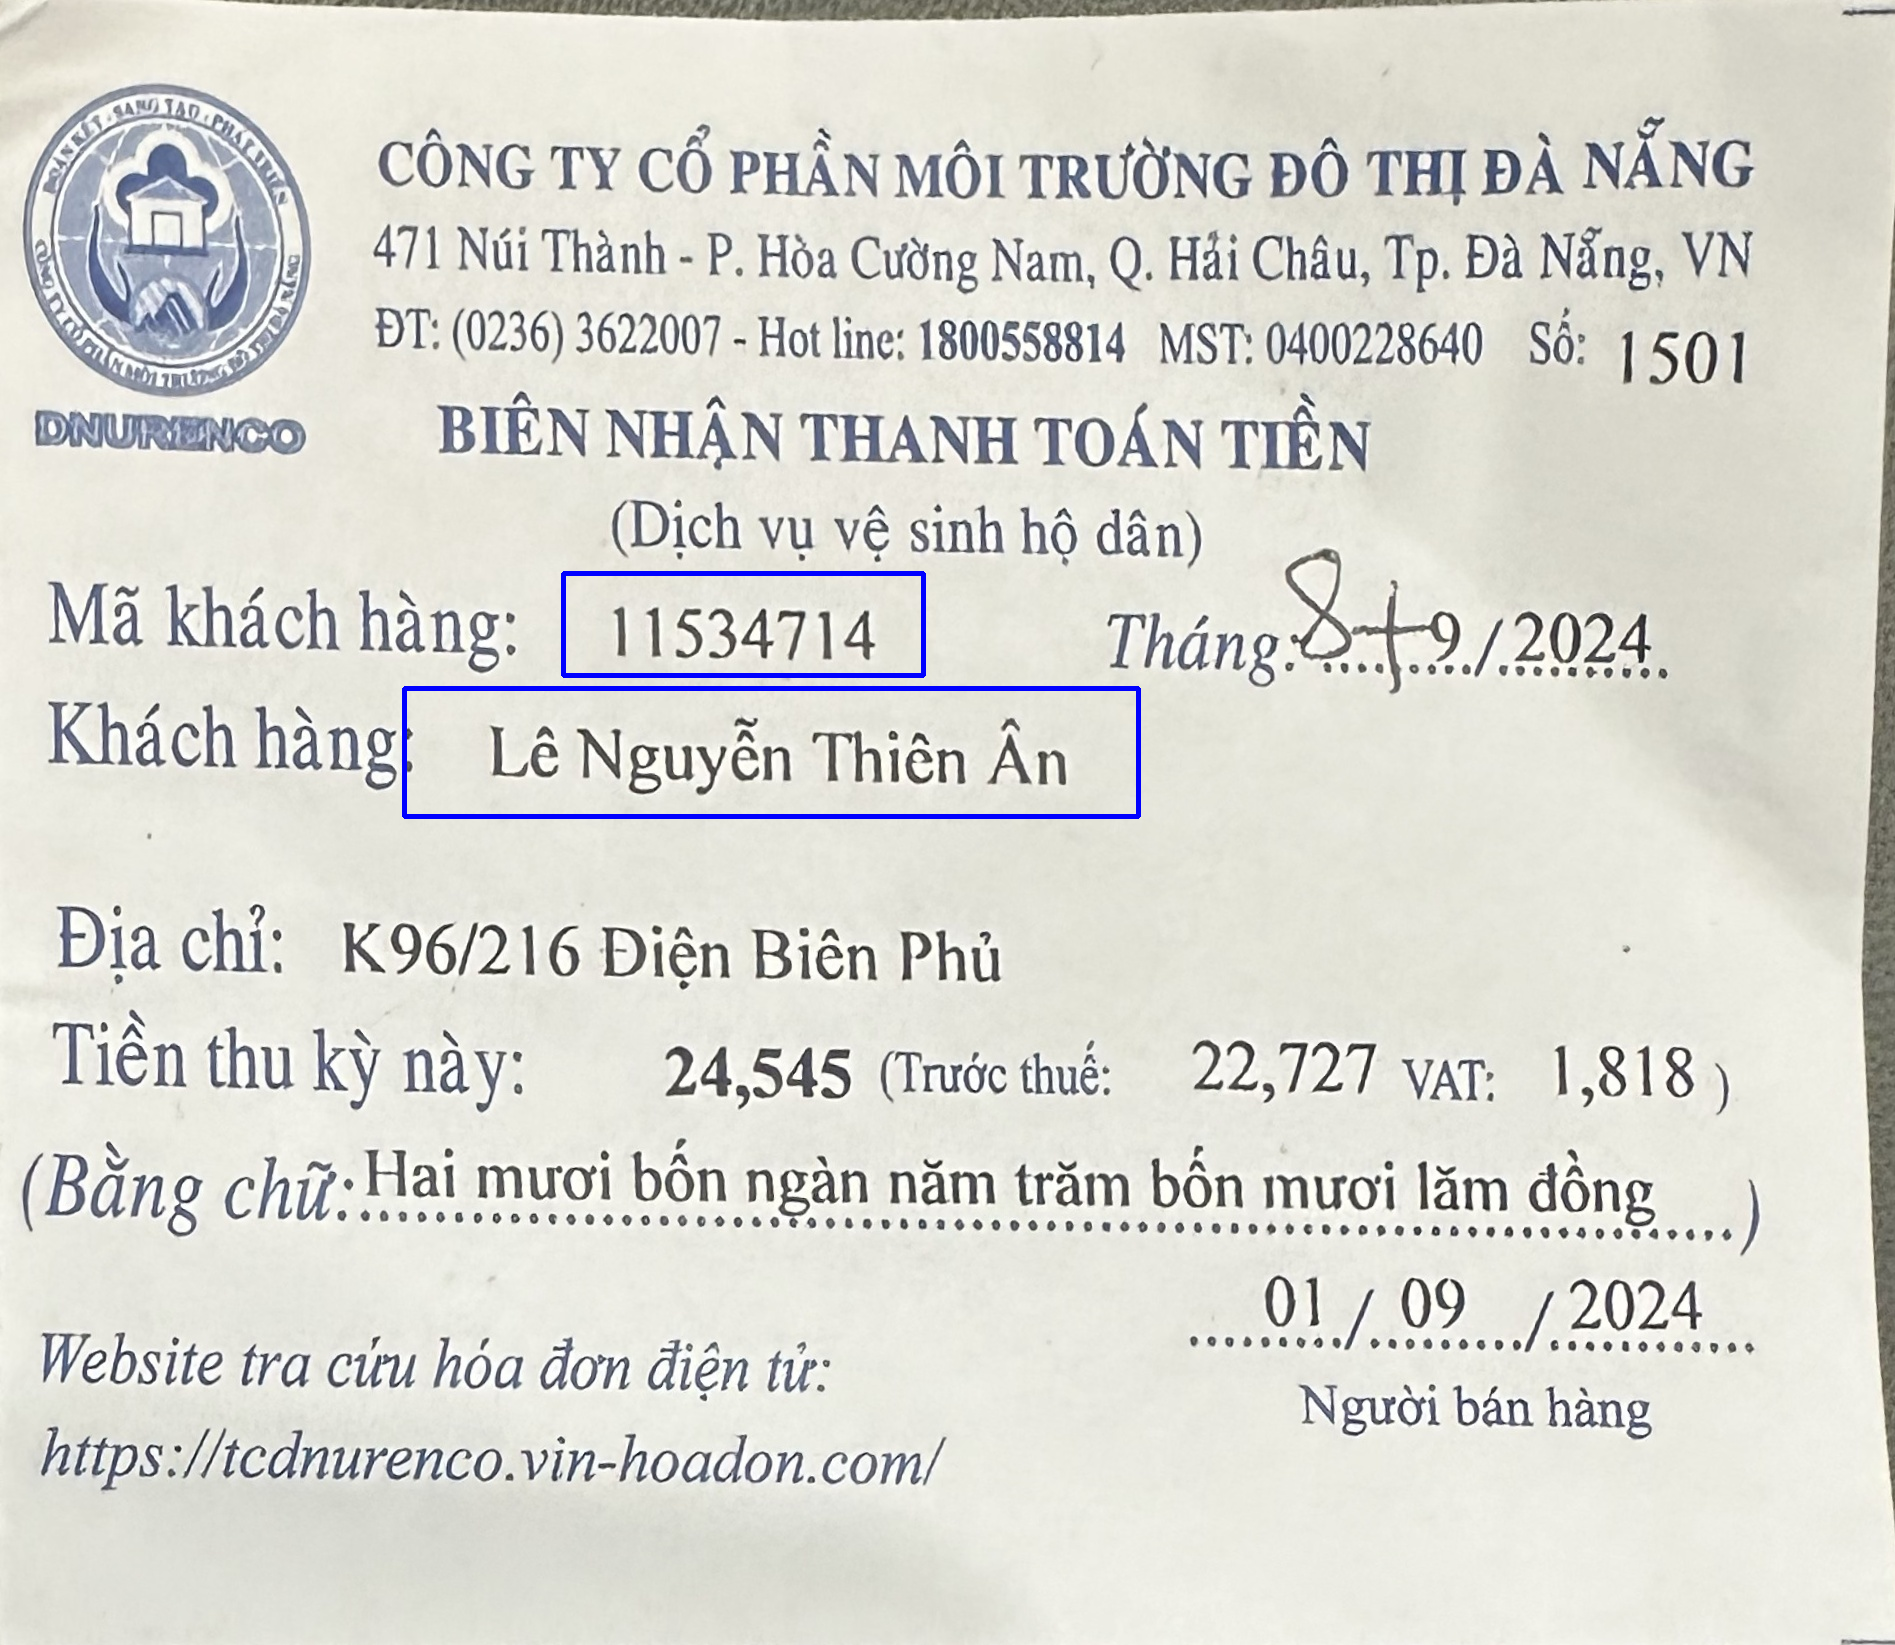 ĐOÀN KẾT - SÁNG TẠO - PHÁT TRIỂN
CÔNG TY CỔ PHẦN MÔI TRƯỜNG ĐÔ THỊ ĐÀ NẴNG
DNURENCO
CÔNG TY CỔ PHẦN MÔI TRƯỜNG ĐÔ THỊ ĐÀ NẴNG
471 Núi Thành - P. Hòa Cường Nam, Q. Hải Châu, Tp. Đà Nẵng, VN
ĐT: (0236) 3622007 - Hot line: 1800558814 MST: 0400228640 Số: 1501
BIÊN NHẬN THANH TOÁN TIỀN
(Dịch vụ vệ sinh hộ dân)
Mã khách hàng: 11534714 Tháng 8+9/2024
Khách hàng: Lê Nguyễn Thiên Ân
Địa chỉ: K96/216 Điện Biên Phủ
Tiền thu kỳ này: 24,545 (Trước thuế: 22,727 VAT: 1,818 )
(Bằng chữ: Hai mươi bốn ngàn năm trăm bốn mươi lăm đồng)
01 / 09 / 2024
Người bán hàng
Website tra cứu hóa đơn điện tử:
https://tcdnurenco.vin-hoadon.com/